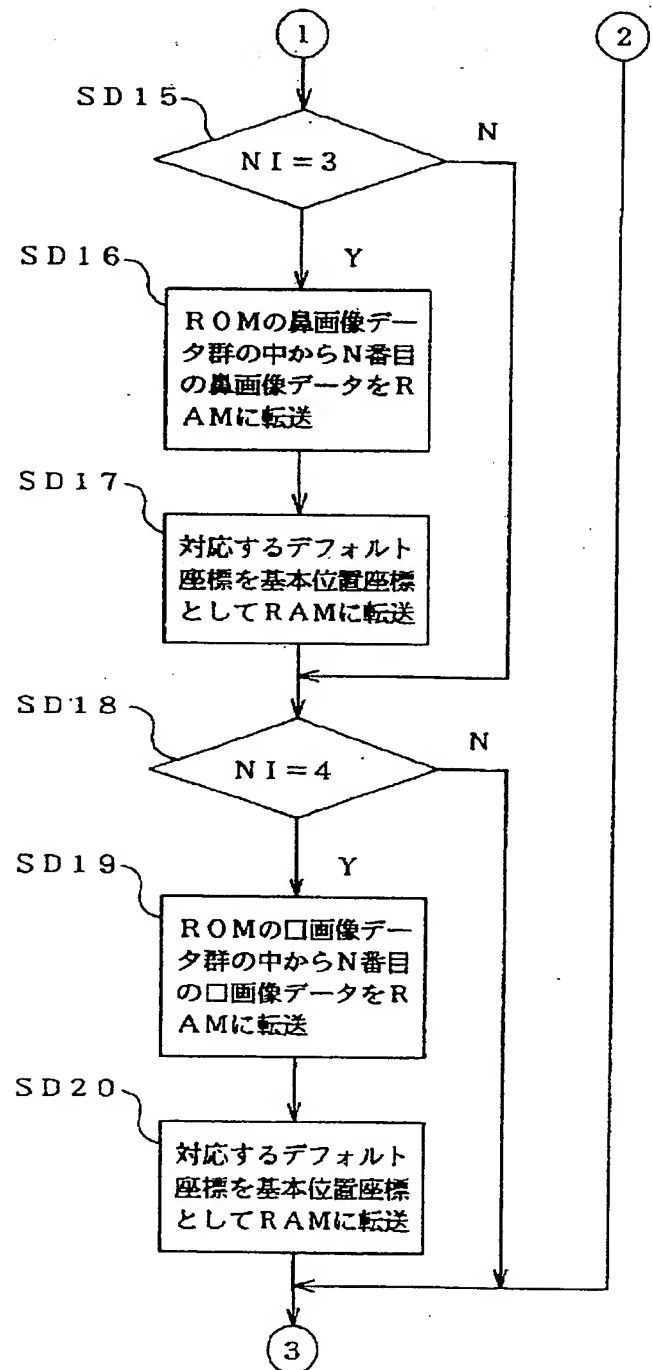 1
2
SD15
NI=3
N
Y
SD16
ROMの鼻画像デー
タ群の中からN番目
の鼻画像データをR
AMに転送
SD17
対応するデフォルト
座標を基本位置座標
としてRAMに転送
SD18
NI=4
N
Y
SD19
ROMの口画像デー
タ群の中からN番目
の口画像データをR
AMに転送
SD20
対応するデフォルト
座標を基本位置座標
としてRAMに転送
3